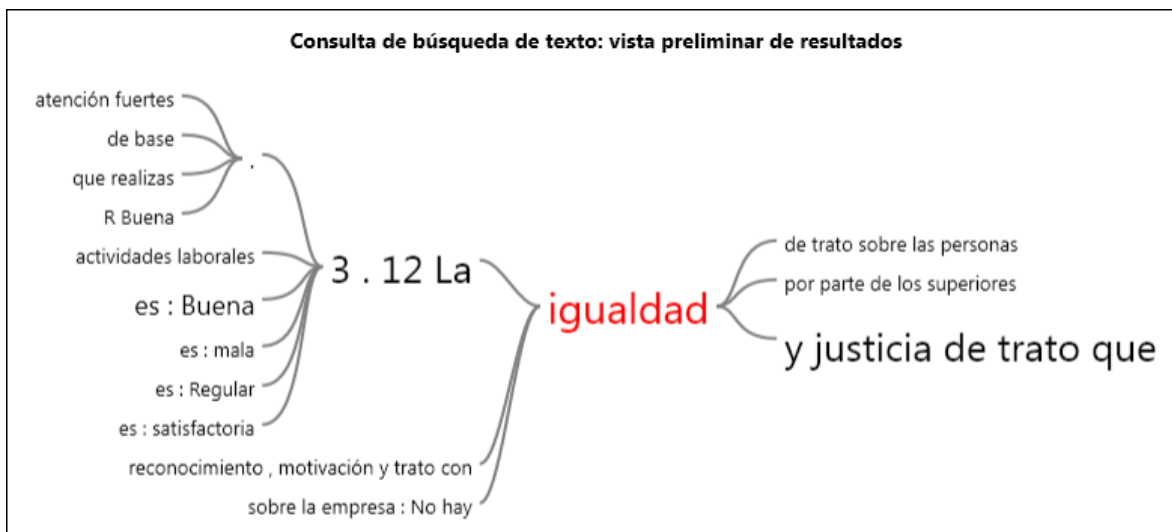 Consulta de búsqueda de texto: vista preliminar de resultados
atención fuertes
de base
que realizas
R Buena
.
actividades laborales
es : Buena
es : mala
es : Regular
es : satisfactoria
3 . 12 La
reconocimiento , motivación y trato con
sobre la empresa : No hay
igualdad
de trato sobre las personas
por parte de los superiores
y justicia de trato que